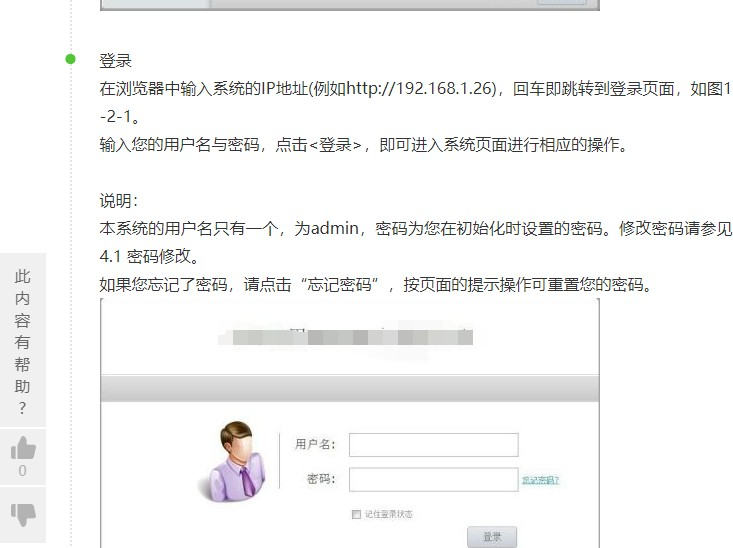 登录
在浏览器中输入系统的IP地址(例如http://192.168.1.26)，回车即跳转到登录页面，如图1
-2-1。
输入您的用户名与密码，点击<登录>，即可进入系统页面进行相应的操作。
说明：
本系统的用户名只有一个，为admin，密码为您在初始化时设置的密码。修改密码请参见
4.1 密码修改。
如果您忘记了密码，请点击“忘记密码”，按页面的提示操作可重置您的密码。
此
内
容
有
帮
助
?
0
用户名：
密码：
忘记密码?
记住登录状态
登录